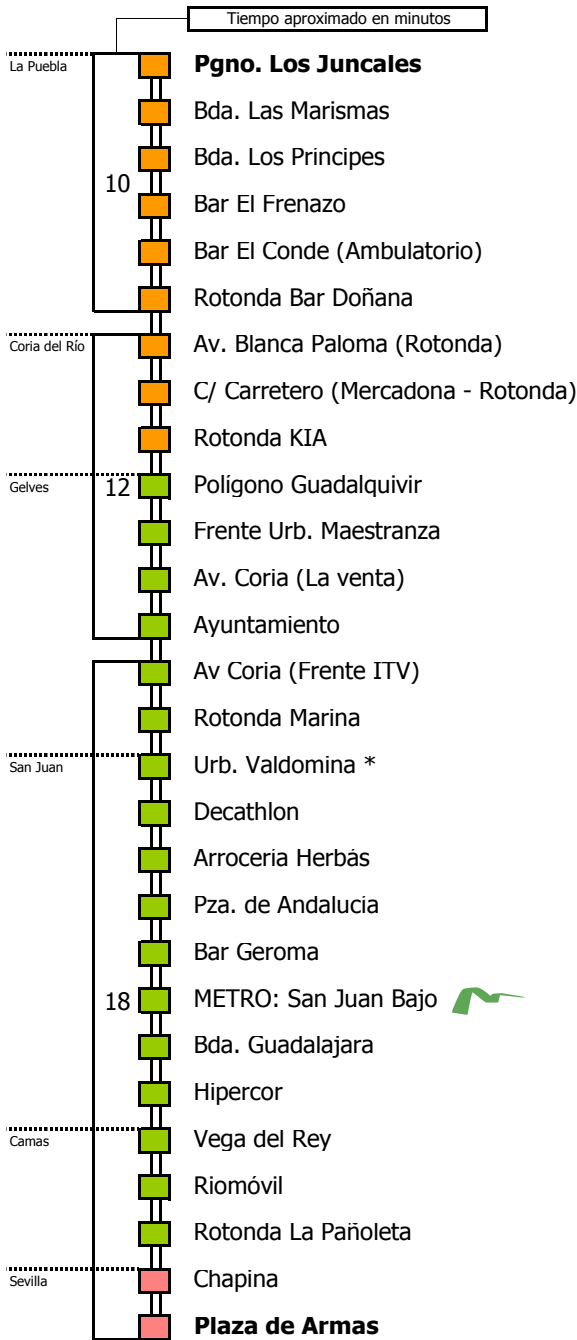 Tiempo aproximado en minutos
La Puebla
Pgno. Los Juncales
Bda. Las Marismas
Bda. Los Principes
10
Bar El Frenazo
Bar El Conde (Ambulatorio)
Rotonda Bar Doñana
Coria del Río
Av. Blanca Paloma (Rotonda)
C/ Carretero (Mercadona - Rotonda)
Rotonda KIA
Gelves
12
Polígono Guadalquivir
Frente Urb. Maestranza
Av. Coria (La venta)
Ayuntamiento
Av Coria (Frente ITV)
Rotonda Marina
San Juan
Urb. Valdomina *
Decathlon
Arrocería Herbás
Pza. de Andalucia
Bar Geroma
18
METRO: San Juan Bajo
Bda. Guadalajara
Hipercor
Camas
Vega del Rey
Riomóvil
Rotonda La Pañoleta
Sevilla
Chapina
Plaza de Armas